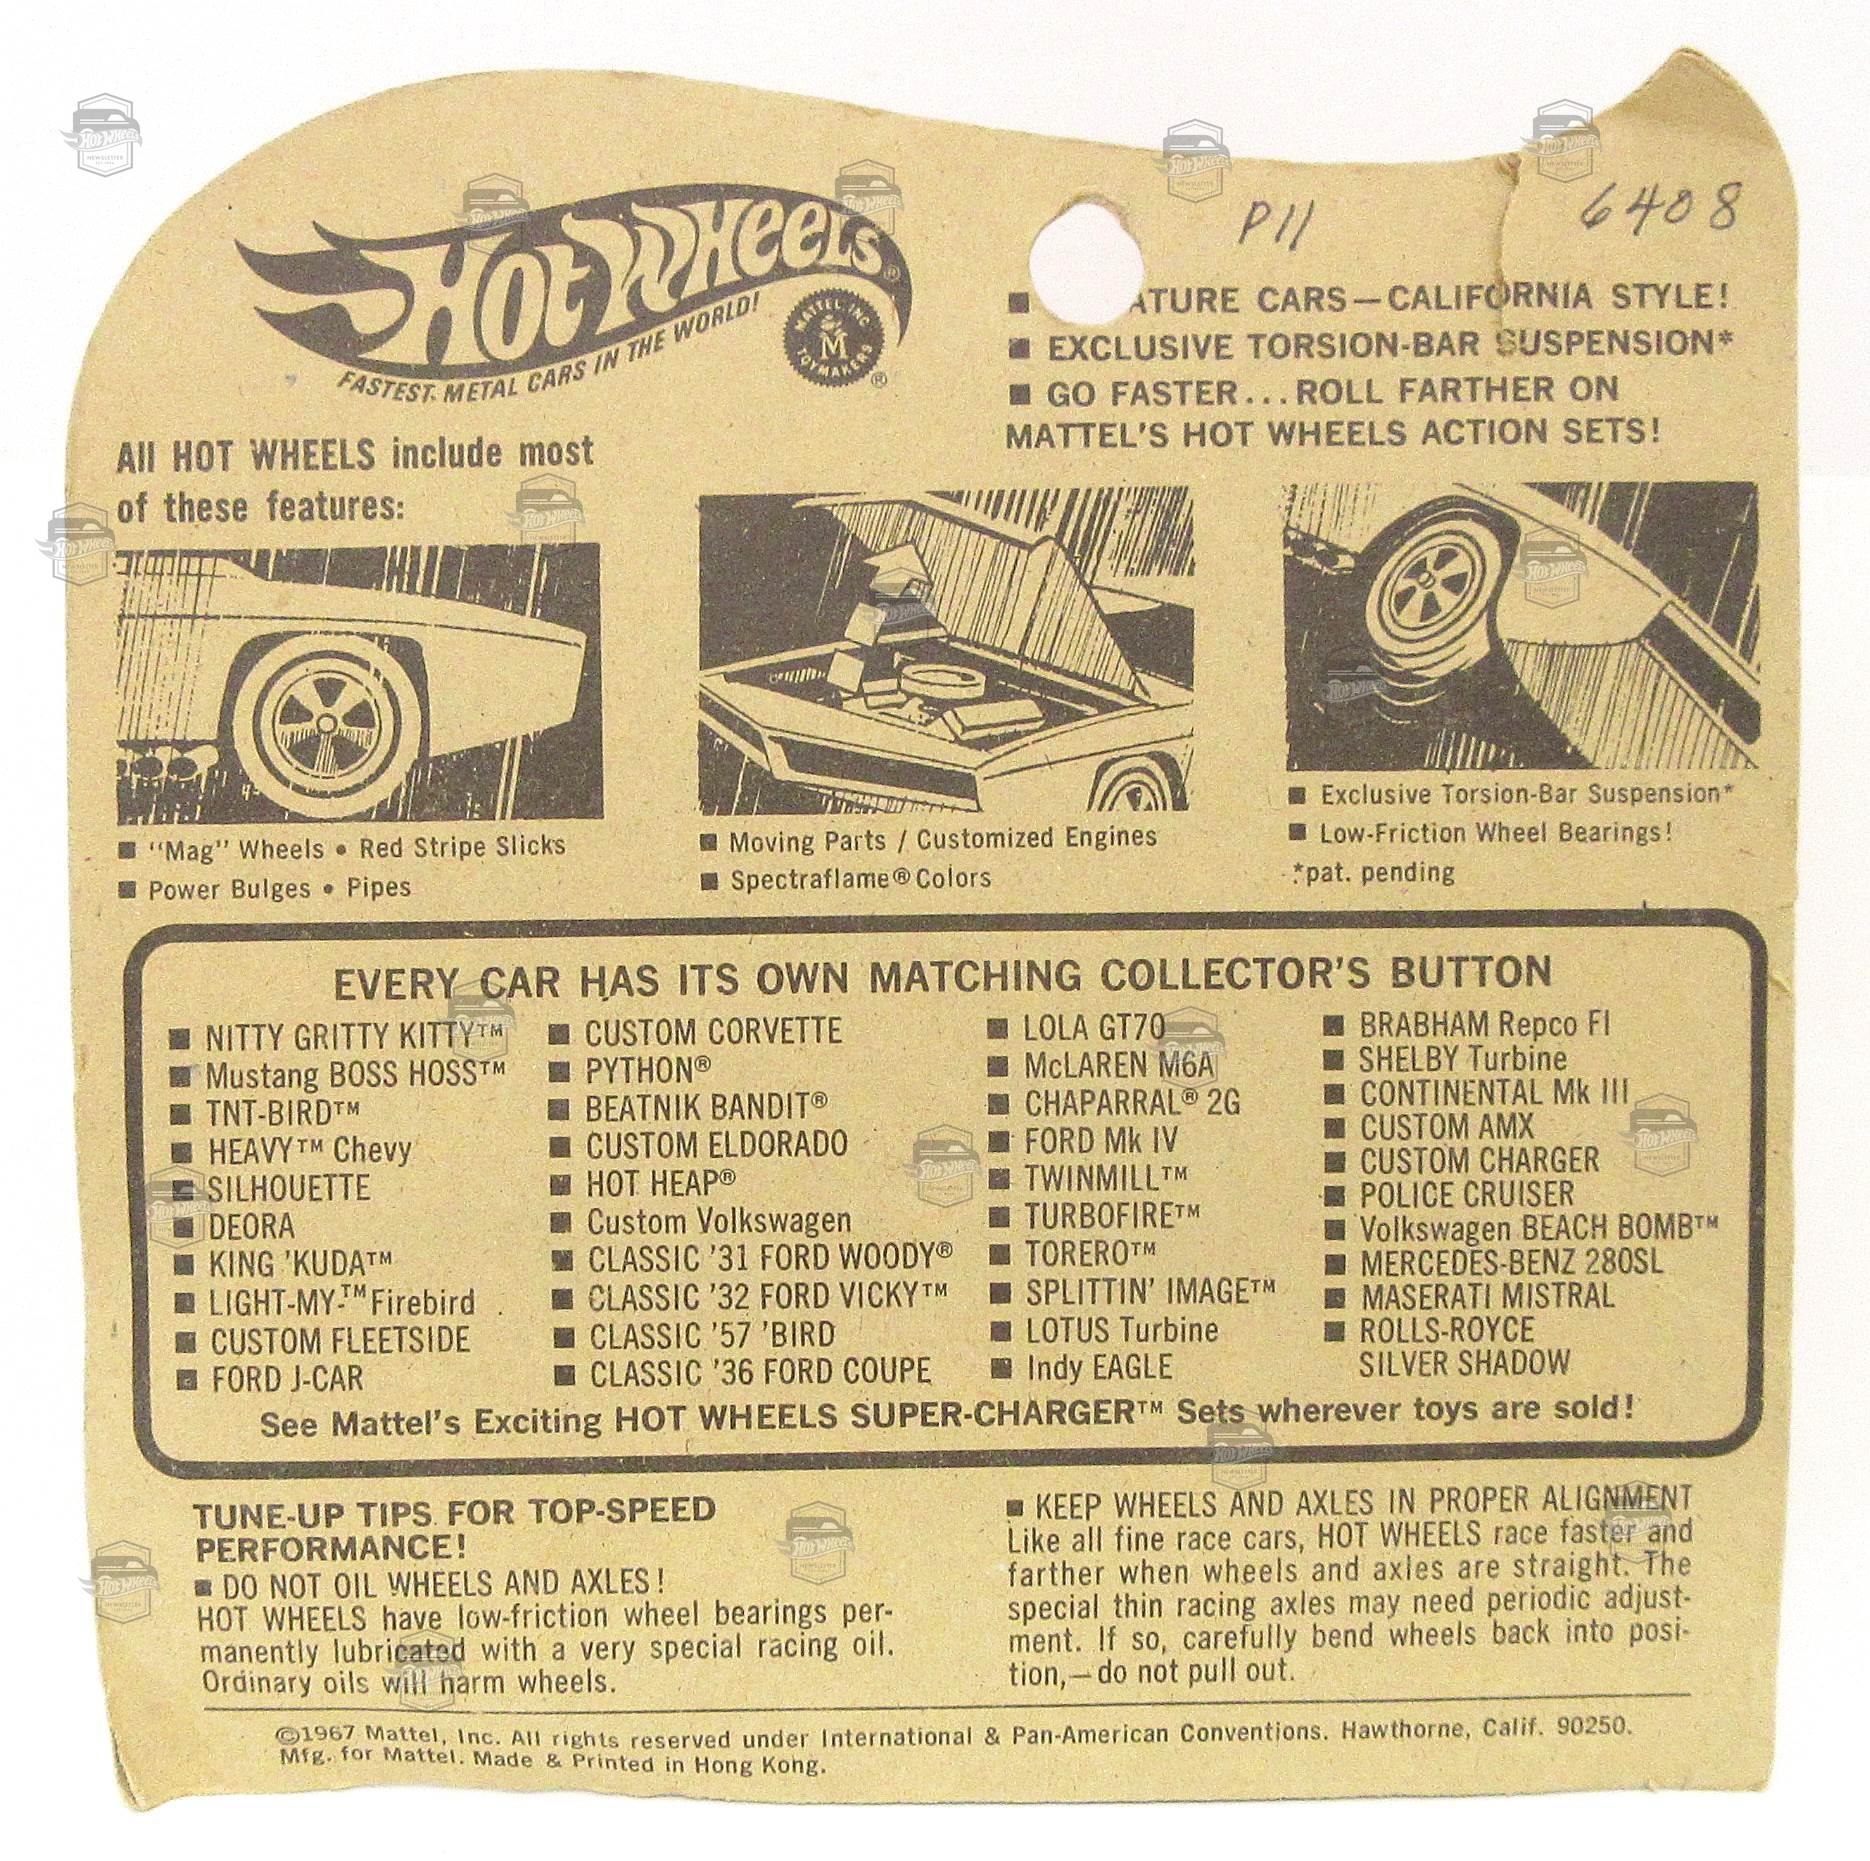 P11
6408
Hot Wheels®
FASTEST METAL CARS IN THE WORLD!
MATTEL, INC. TOYMAKERS
M
®
■ ATURE CARS—CALIFORNIA STYLE!
■ EXCLUSIVE TORSION-BAR SUSPENSION*
■ GO FASTER...ROLL FARTHER ON
MATTEL'S HOT WHEELS ACTION SETS!
All HOT WHEELS include most
of these features:
■ "Mag" Wheels • Red Stripe Slicks
■ Power Bulges • Pipes
■ Moving Parts / Customized Engines
■ Spectraflame® Colors
■ Exclusive Torsion-Bar Suspension*
■ Low-Friction Wheel Bearings!
*pat. pending
EVERY CAR HAS ITS OWN MATCHING COLLECTOR'S BUTTON
■ NITTY GRITTY KITTY™
■ Mustang BOSS HOSS™
■ TNT-BIRD™
■ HEAVY™ Chevy
■ SILHOUETTE
■ DEORA
■ KING 'KUDA™
■ LIGHT-MY-™Firebird
■ CUSTOM FLEETSIDE
■ FORD J-CAR
■ CUSTOM CORVETTE
■ PYTHON®
■ BEATNIK BANDIT®
■ CUSTOM ELDORADO
■ HOT HEAP®
■ Custom Volkswagen
■ CLASSIC '31 FORD WOODY®
■ CLASSIC '32 FORD VICKY™
■ CLASSIC '57 'BIRD
■ CLASSIC '36 FORD COUPE
■ LOLA GT70
■ McLAREN M6A
■ CHAPARRAL® 2G
■ FORD Mk IV
■ TWINMILL™
■ TURBOFIRE™
■ TORERO™
■ SPLITTIN' IMAGE™
■ LOTUS Turbine
■ Indy EAGLE
■ BRABHAM Repco FI
■ SHELBY Turbine
■ CONTINENTAL Mk III
■ CUSTOM AMX
■ CUSTOM CHARGER
■ POLICE CRUISER
■ Volkswagen BEACH BOMB™
■ MERCEDES-BENZ 280SL
■ MASERATI MISTRAL
■ ROLLS-ROYCE
SILVER SHADOW
See Mattel's Exciting HOT WHEELS SUPER-CHARGER™ Sets wherever toys are sold!
TUNE-UP TIPS FOR TOP-SPEED
PERFORMANCE!
■ DO NOT OIL WHEELS AND AXLES!
HOT WHEELS have low-friction wheel bearings per-
manently lubricated with a very special racing oil.
Ordinary oils will harm wheels.
■ KEEP WHEELS AND AXLES IN PROPER ALIGNMENT
Like all fine race cars, HOT WHEELS race faster and
farther when wheels and axles are straight. The
special thin racing axles may need periodic adjust-
ment. If so, carefully bend wheels back into posi-
tion,—do not pull out.
©1967 Mattel, Inc. All rights reserved under International & Pan-American Conventions. Hawthorne, Calif. 90250.
Mfg. for Mattel. Made & Printed in Hong Kong.